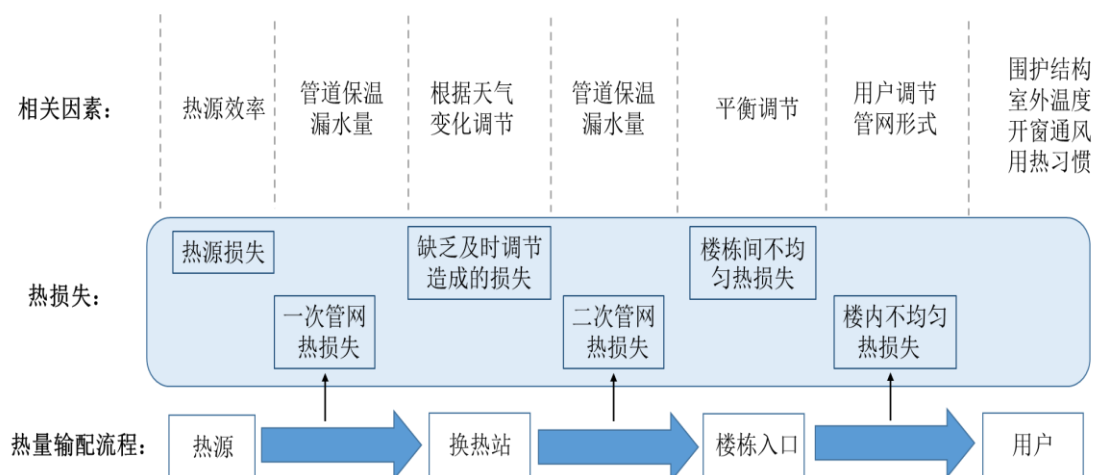 相关因素：
热源效率
管道保温
漏水量
根据天气
变化调节
管道保温
漏水量
平衡调节
用户调节
管网形式
围护结构
室外温度
开窗通风
用热习惯
热损失：
热源损失
一次管网
热损失
缺乏及时调节
造成的损失
二次管网
热损失
楼栋间不均
匀热损失
楼内不均匀
热损失
热量输配流程：
热源
换热站
楼栋入口
用户